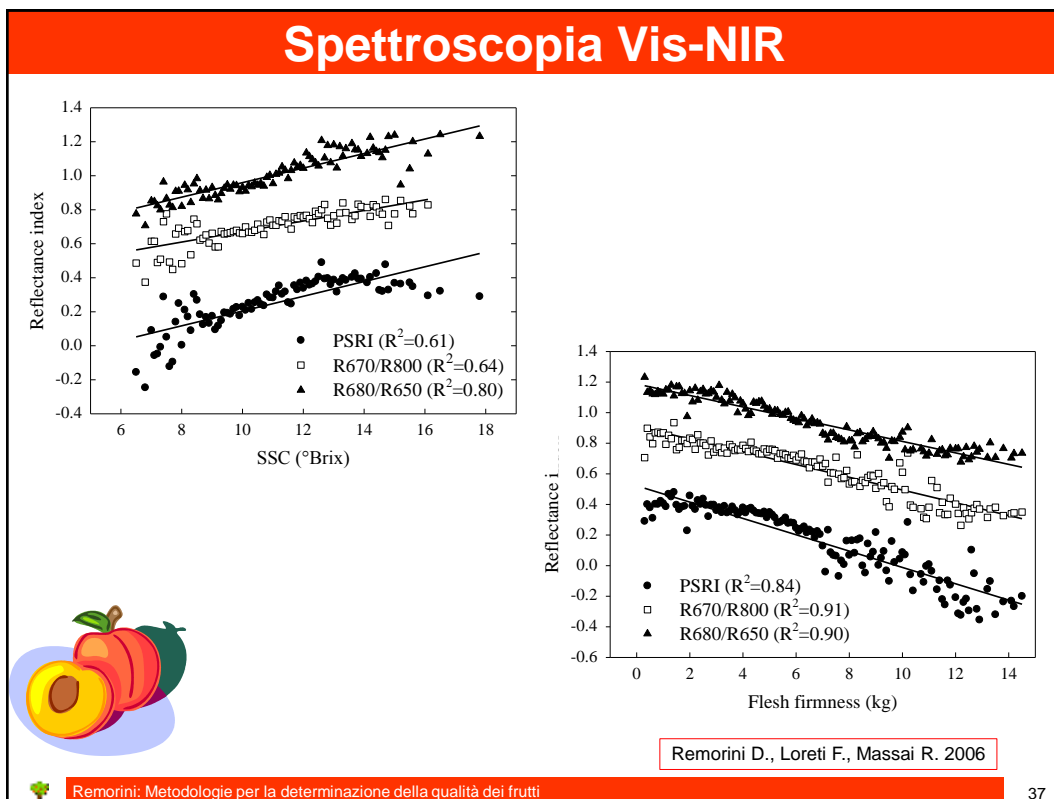 Spettroscopia Vis-NIR
1.4
1.2
1.0
0.8
0.6
0.4
0.2
0.0
-0.2
-0.4
Reflectance index
PSRI (R²=0.61)
R670/R800 (R²=0.64)
R680/R650 (R²=0.80)
6 8 10 12 14 16 18
SSC (°Brix)
1.4
1.2
1.0
0.8
0.6
0.4
0.2
0.0
-0.2
-0.4
-0.6
Reflectance i
PSRI (R²=0.84)
R670/R800 (R²=0.91)
R680/R650 (R²=0.90)
0 2 4 6 8 10 12 14
Flesh firmness (kg)
Remorini D., Loreti F., Massai R. 2006
Remorini: Metodologie per la determinazione della qualità dei frutti
37